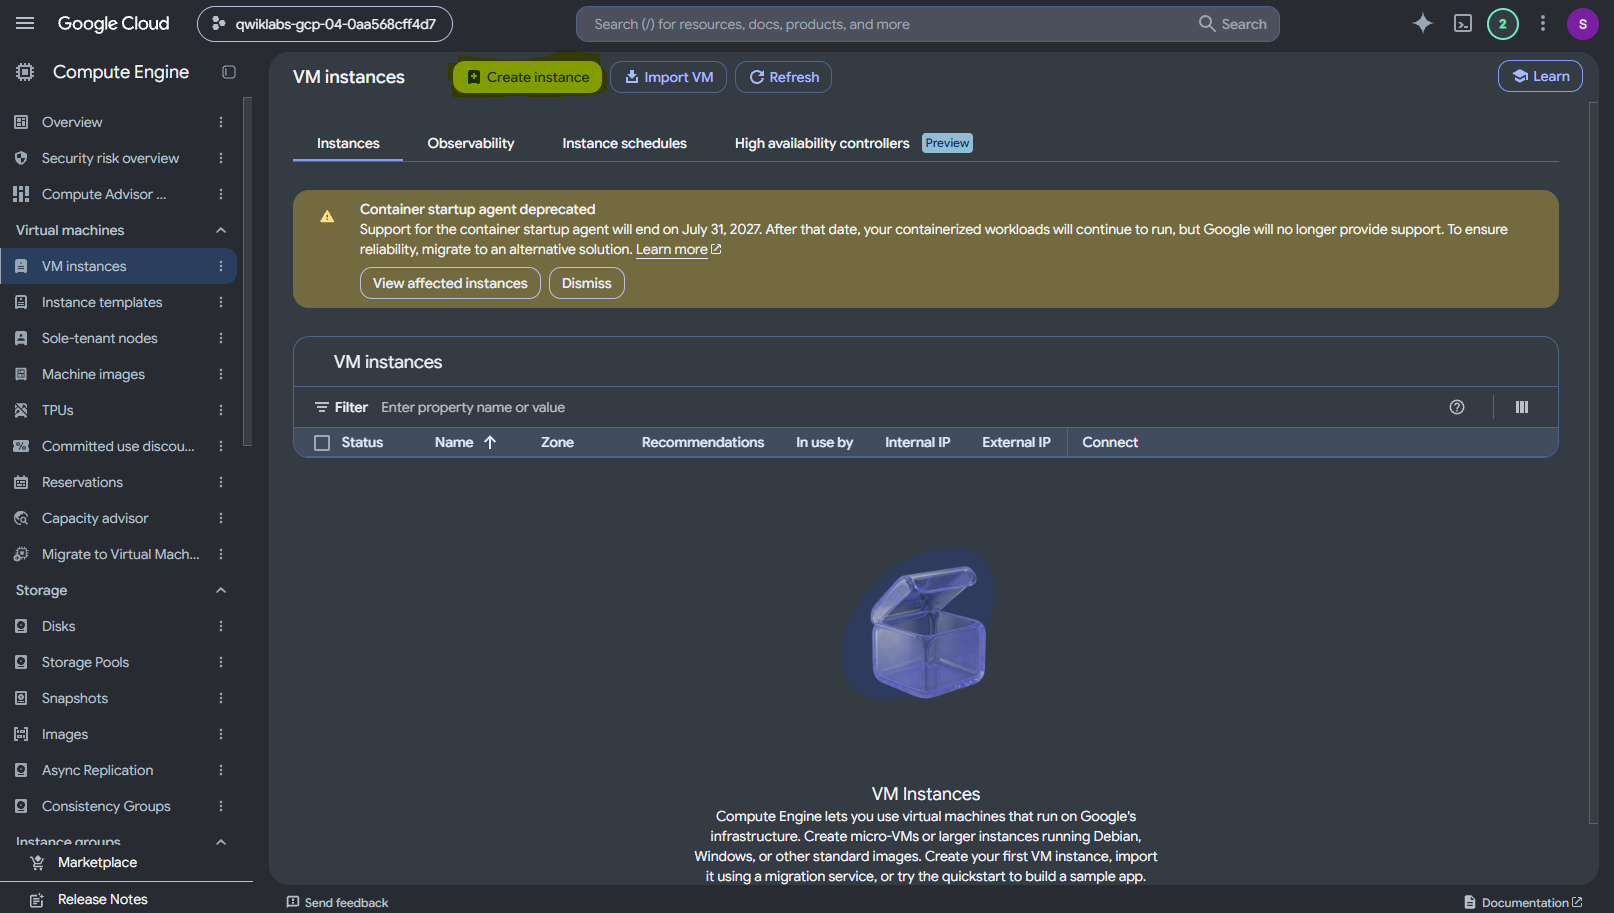 Google Cloud
qwiklabs-gcp-04-0aa568cff4d7
Search (/) for resources, docs, products, and more
Search
2
S
Compute Engine
Overview
Security risk overview
Compute Advisor ...
Virtual machines
VM instances
Instance templates
Sole-tenant nodes
Machine images
TPUs
Committed use discou...
Reservations
Capacity advisor
Migrate to Virtual Mach...
Storage
Disks
Storage Pools
Snapshots
Images
Async Replication
Consistency Groups
Instance groups
Marketplace
Release Notes
VM instances
Create instance
Import VM
Refresh
Learn
Instances
Observability
Instance schedules
High availability controllers
Preview
Container startup agent deprecated
Support for the container startup agent will end on July 31, 2027. After that date, your containerized workloads will continue to run, but Google will no longer provide support. To ensure
reliability, migrate to an alternative solution. Learn more
View affected instances
Dismiss
VM instances
Filter Enter property name or value
Status Name Zone Recommendations In use by Internal IP External IP Connect
VM Instances
Compute Engine lets you use virtual machines that run on Google's
infrastructure. Create micro-VMs or larger instances running Debian,
Windows, or other standard images. Create your first VM instance, import
it using a migration service, or try the quickstart to build a sample app.
Send feedback
Documentation